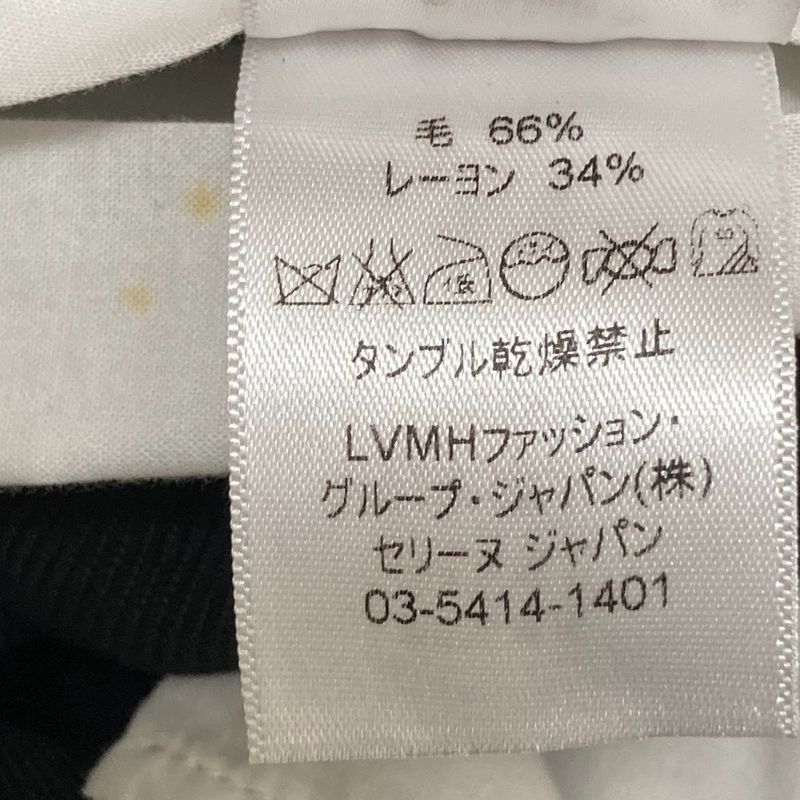 毛 66%
レーヨン 34%
低
タンブル乾燥禁止
LVMHファッション・
グループ・ジャパン(株)
セリーヌ ジャパン
03-5414-1401